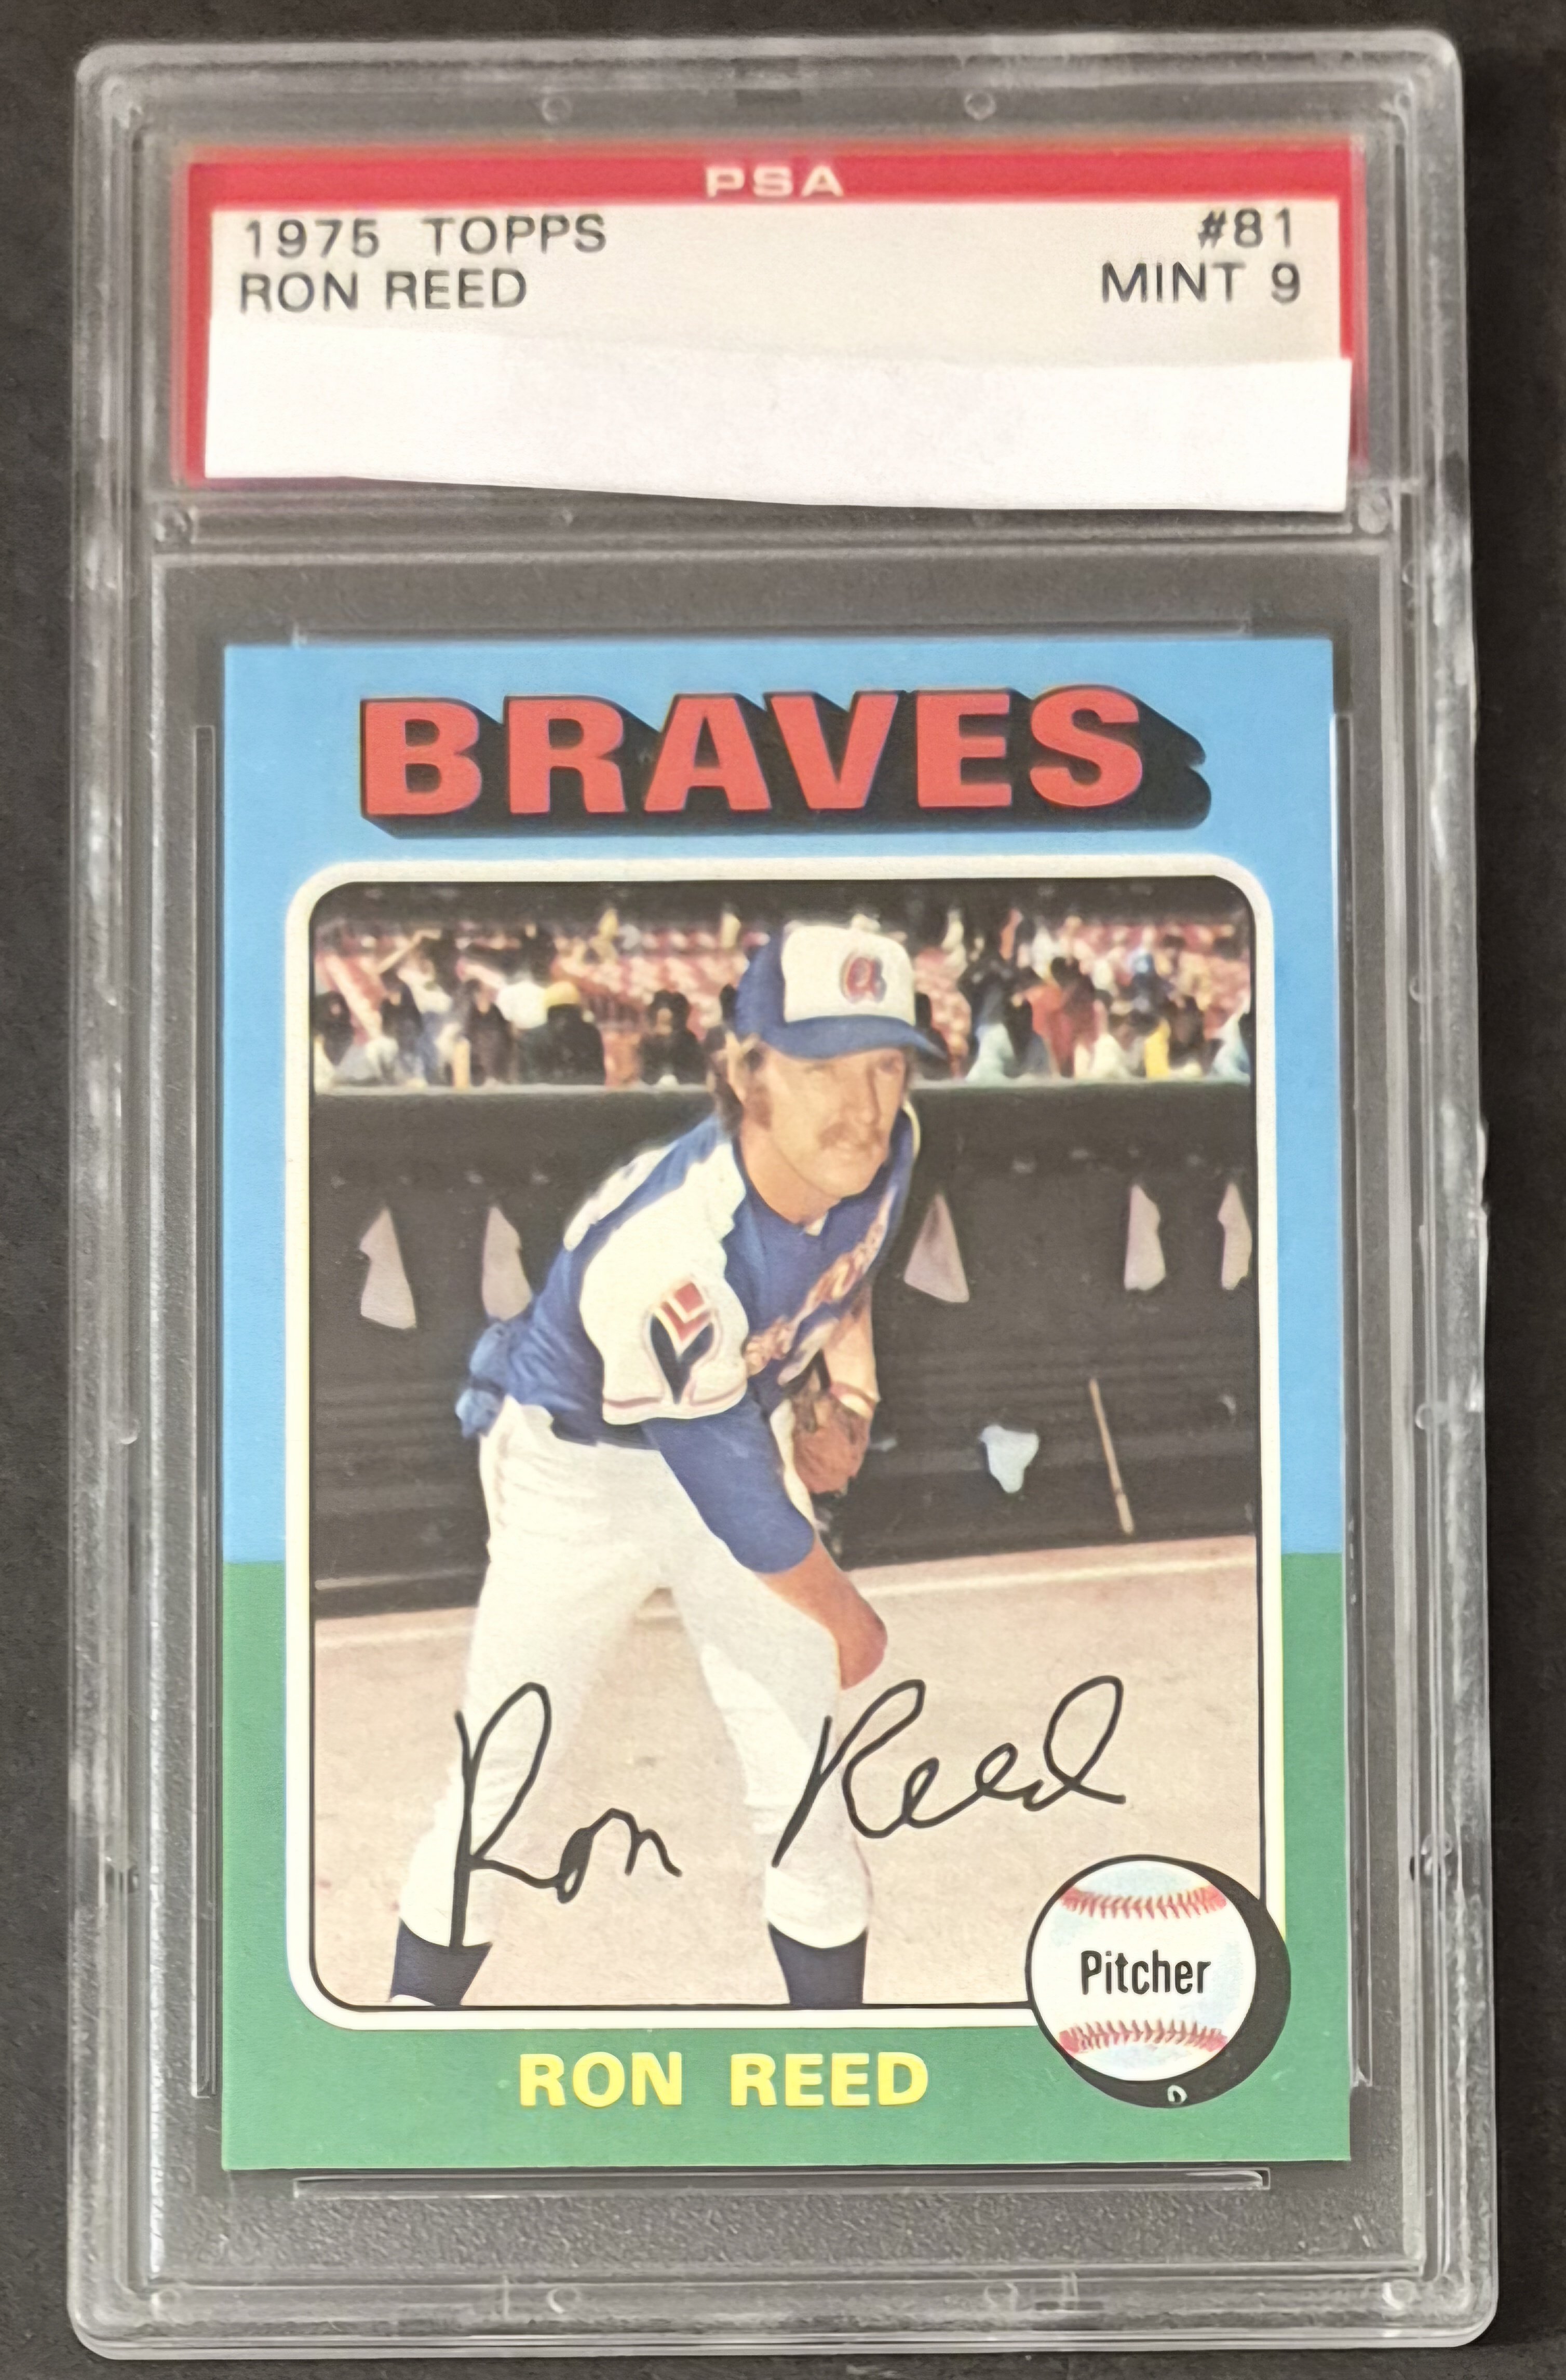 PSA
1975 TOPPS #81
RON REED MINT 9
BRAVES
Ron Reed
Pitcher
RON REED